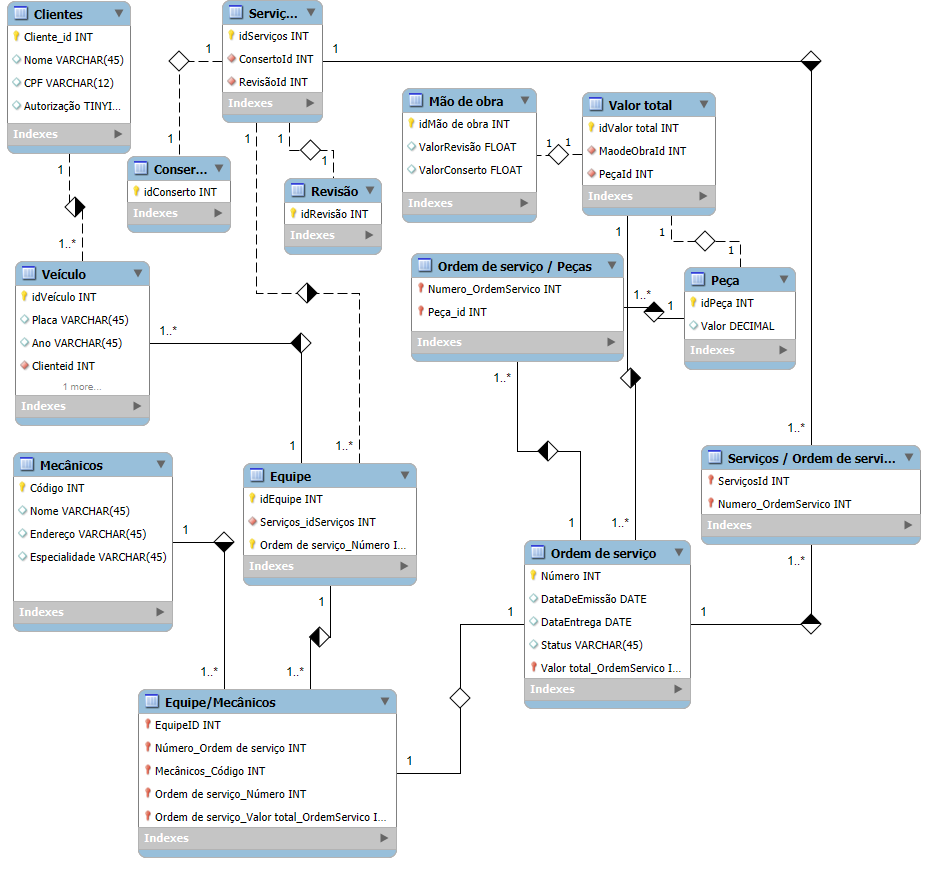 Clientes
Cliente_id INT
Nome VARCHAR(45)
CPF VARCHAR(12)
Autorização TINYI...
Indexes
Serviç...
idServiços INT
ConsertoId INT
RevisãoId INT
Indexes
1
1
1
1
1
1
Conser...
idConserto INT
Indexes
Revisão
idRevisão INT
Indexes
Mão de obra
idMão de obra INT
ValorRevisão FLOAT
ValorConserto FLOAT
Indexes
1
1
Valor total
idValor total INT
MaodeObraId INT
PeçaId INT
Indexes
1
1..*
1
1
1
Veículo
idVeículo INT
Placa VARCHAR(45)
Ano VARCHAR(45)
Clienteid INT
1 more...
Indexes
1..*
Ordem de serviço / Peças
Numero_OrdemServico INT
Peça_id INT
Indexes
1..*
1
Peça
idPeça INT
Valor DECIMAL
Indexes
1..*
1..*
1
1..*
Mecânicos
Código INT
Nome VARCHAR(45)
Endereço VARCHAR(45)
Especialidade VARCHAR(45)
Indexes
1
Equipe
idEquipe INT
Serviços_idServiços INT
Ordem de serviço_Número I...
Indexes
1
Serviços / Ordem de servi...
ServiçosId INT
Numero_OrdemServico INT
Indexes
1..*
1
1..*
Ordem de serviço
Número INT
DataDeEmissão DATE
DataEntrega DATE
Status VARCHAR(45)
Valor total_OrdemServico I...
Indexes
1
1
1..*
1..*
Equipe/Mecânicos
EquipeID INT
Número_Ordem de serviço INT
Mecânicos_Código INT
Ordem de serviço_Número INT
Ordem de serviço_Valor total_OrdemServico I...
Indexes
1